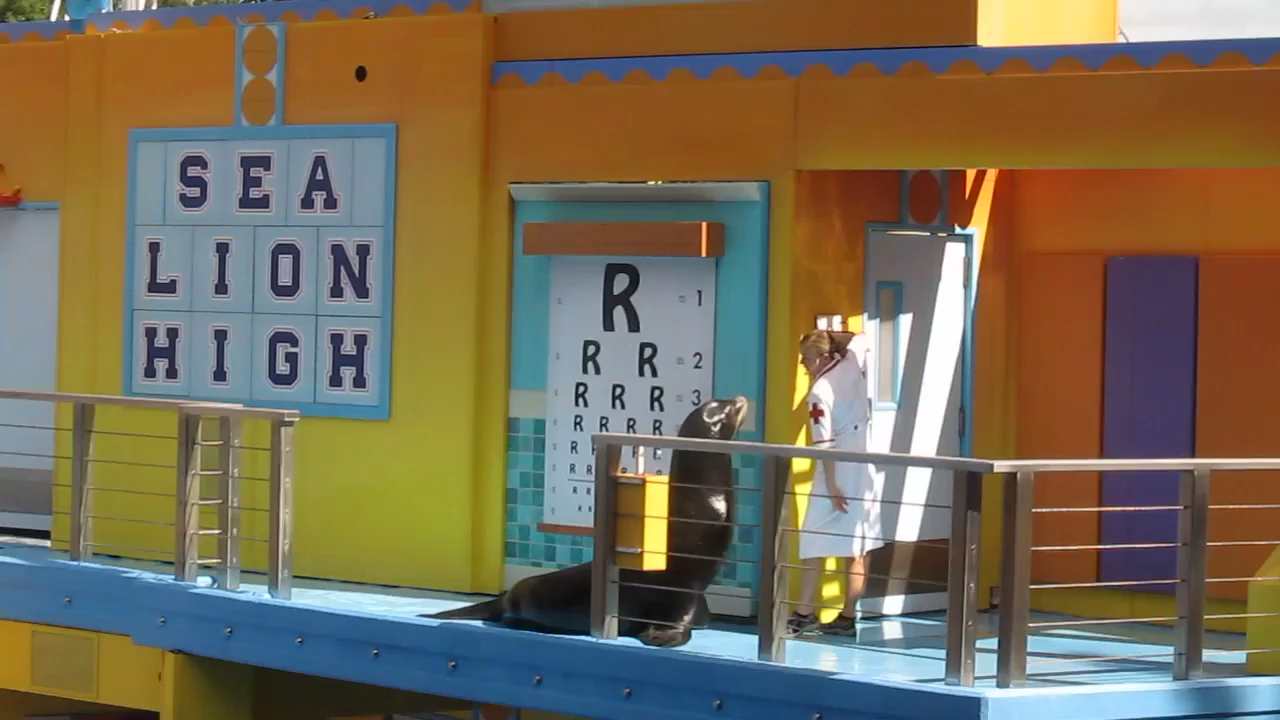 SEA
LION
HIGH
R = 1
R R = 2
R R R = 3
R R R R
R R R R
R R
R R
R R